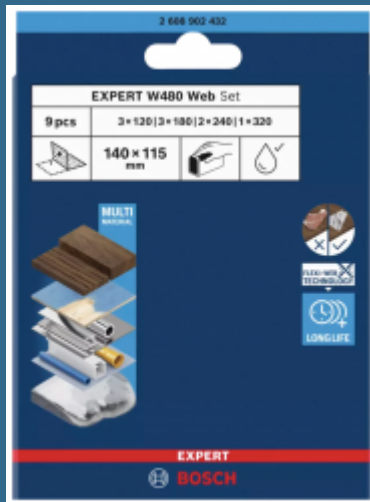 2 608 902 432
EXPERT W480 Web Set
9 pcs
3×120|3×180|2×240|1×320
140×115
mm
MULTI
MATERIAL
FLEXI-WEB
TECHNOLOGY
LONG LIFE
EXPERT
BOSCH